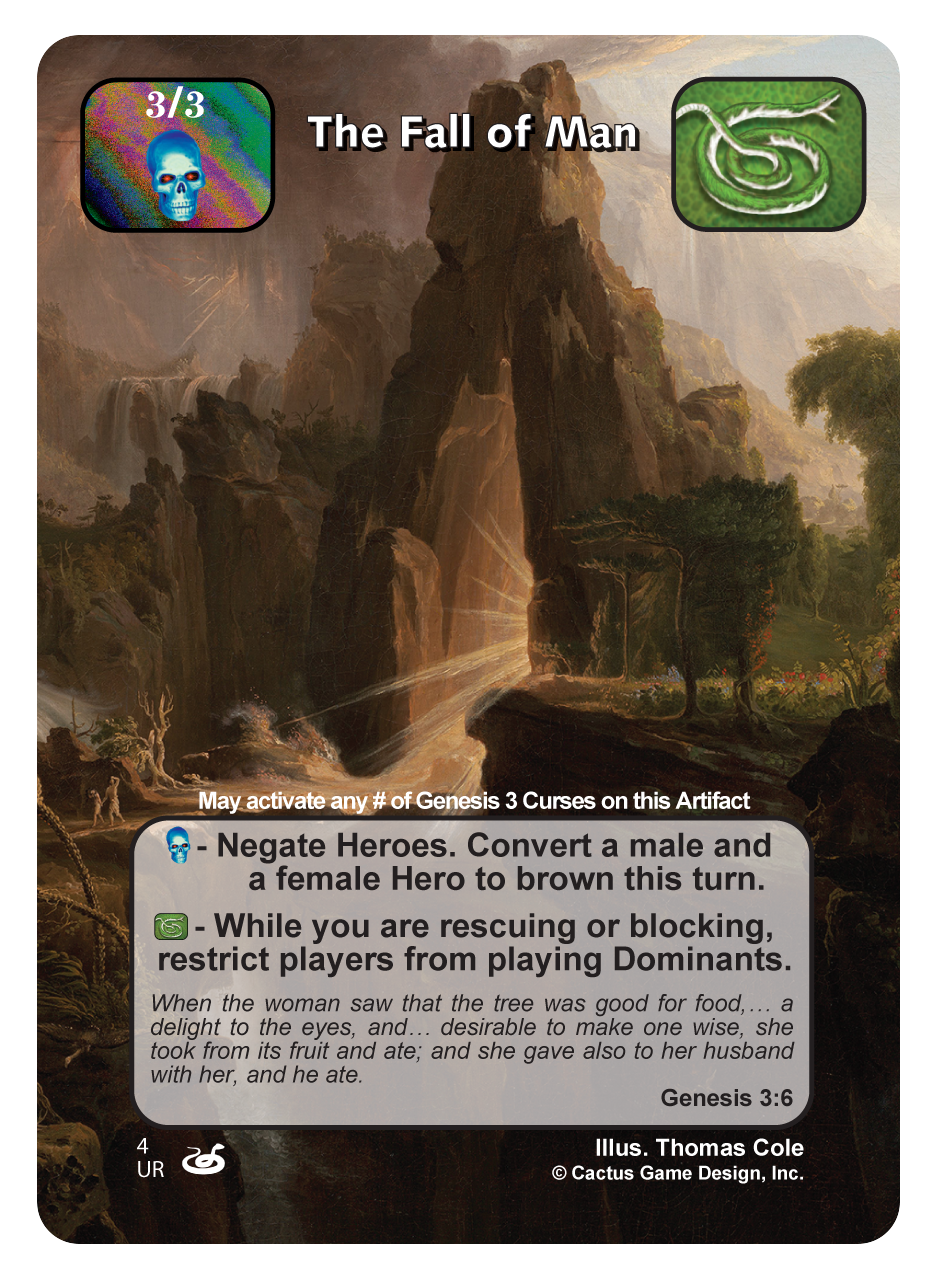 3/3
The Fall of Man
May activate any # of Genesis 3 Curses on this Artifact
- Negate Heroes. Convert a male and
a female Hero to brown this turn.
- While you are rescuing or blocking,
restrict players from playing Dominants.
When the woman saw that the tree was good for food,… a
delight to the eyes, and… desirable to make one wise, she
took from its fruit and ate; and she gave also to her husband
with her, and he ate.
Genesis 3:6
4
UR
Illus. Thomas Cole
© Cactus Game Design, Inc.